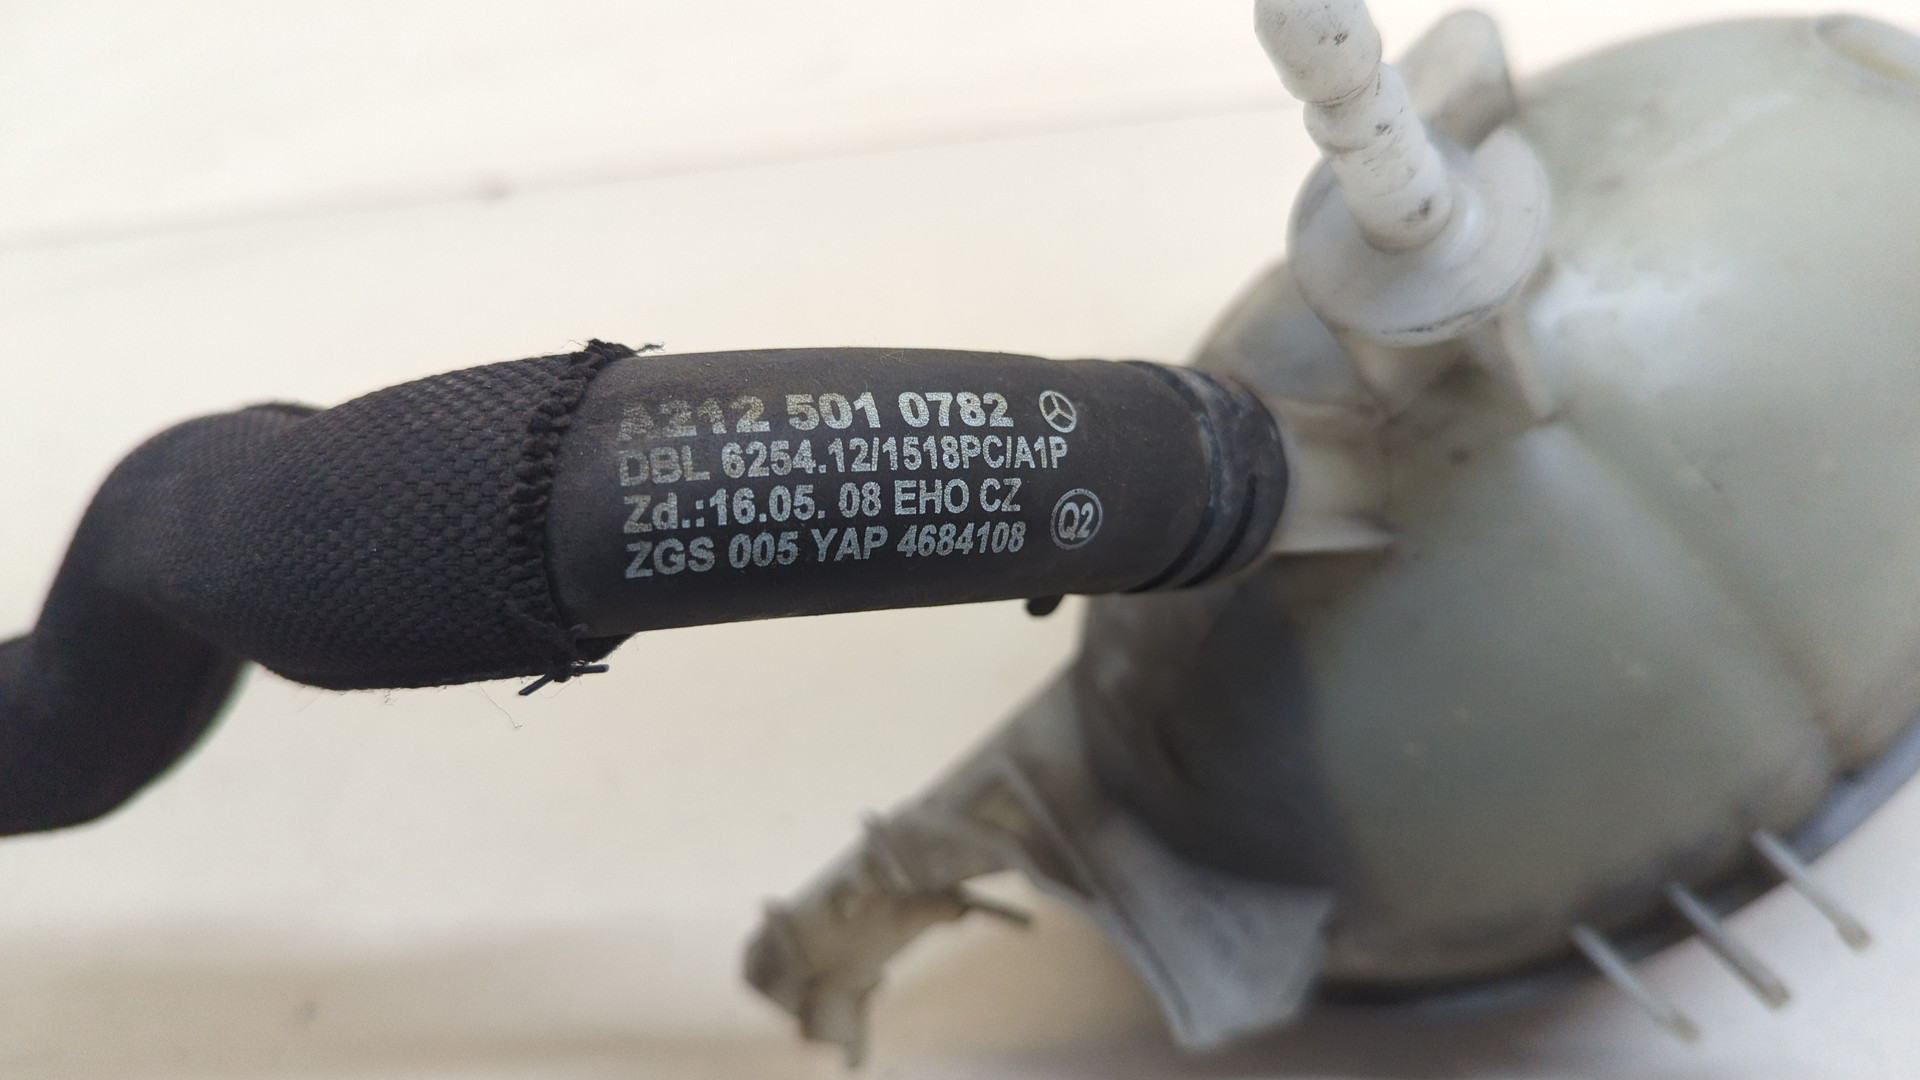 A212 501 0782
DBL 6254.12/1518PC/A1P
Zd.:16.05. 08 EHO CZ
ZGS 005 YAP 4684108
Q2